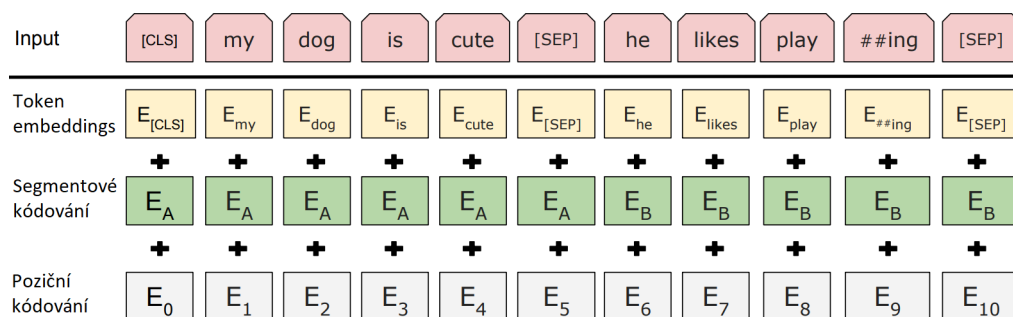 Input [CLS] my dog is cute [SEP] he likes play ##ing [SEP]
Token embeddings E[CLS] Emy Edog Eis Ecute E[SEP] Ehe Elikes Eplay E##ing E[SEP]
+ + + + + + + + + + +
Segmentové kódování EA EA EA EA EA EA EB EB EB EB EB
+ + + + + + + + + + +
Poziční kódování E0 E1 E2 E3 E4 E5 E6 E7 E8 E9 E10